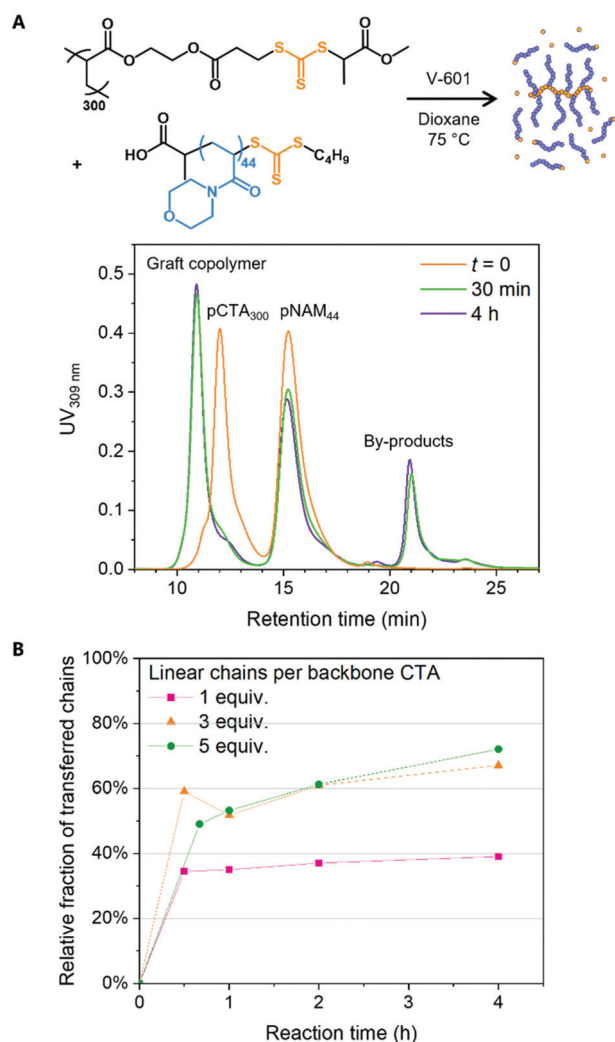 A
O
O
O
O
S
S
S
O
O
300
V-601
Dioxane
75 °C
+
O
HO
44
S
S
C₄H₉
S
N
O
O
Graft copolymer
pCTA₃₀₀
pNAM₄₄
By-products
t = 0
30 min
4 h
UV₃₀₉ ₙₘ
0.5
0.4
0.3
0.2
0.1
0.0
10
15
20
25
Retention time (min)
B
Linear chains per backbone CTA
1 equiv.
3 equiv.
5 equiv.
Relative fraction of transferred chains
100%
80%
60%
40%
20%
0%
0
1
2
3
4
Reaction time (h)